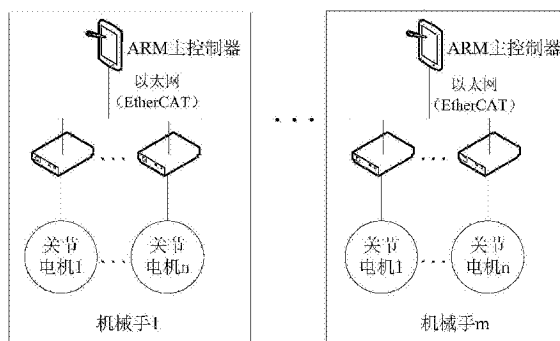 ARM主控制器
以太网
（EtherCAT）
关节
电机1
关节
电机n
机械手1
ARM主控制器
以太网
（EtherCAT）
关节
电机1
关节
电机n
机械手m